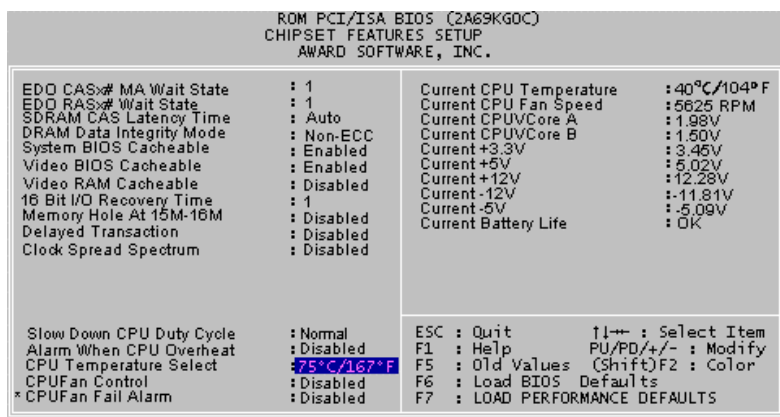 ROM PCI/ISA BIOS (2A69KGOC)
CHIPSET FEATURES SETUP
AWARD SOFTWARE, INC.
EDO CASx# MA Wait State : 1
EDO RASx# Wait State : 1
SDRAM CAS Latency Time : Auto
DRAM Data Integrity Mode : Non-ECC
System BIOS Cacheable : Enabled
Video BIOS Cacheable : Enabled
Video RAM Cacheable : Disabled
16 Bit I/O Recovery Time : 1
Memory Hole At 15M-16M : Disabled
Delayed Transaction : Disabled
Clock Spread Spectrum : Disabled
Slow Down CPU Duty Cycle : Normal
Alarm When CPU Overheat : Disabled
CPU Temperature Select : 75°C/167°F
CPUFan Control : Disabled
* CPUFan Fail Alarm : Disabled
Current CPU Temperature : 40°C/104°F
Current CPU Fan Speed : 5625 RPM
Current CPUVCore A : 1.98V
Current CPUVCore B : 1.50V
Current +3.3V : 3.45V
Current +5V : 5.02V
Current +12V : 12.28V
Current -12V : -11.81V
Current -5V : -5.09V
Current Battery Life : OK
ESC : Quit ↑↓→← : Select Item
F1 : Help PU/PD/+/- : Modify
F5 : Old Values (Shift)F2 : Color
F6 : Load BIOS Defaults
F7 : LOAD PERFORMANCE DEFAULTS